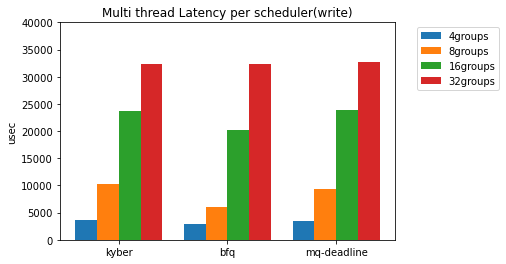 Multi thread Latency per scheduler(write)
40000
35000
30000
25000
20000
15000
10000
5000
0
usec
kyber
bfq
mq-deadline
4groups
8groups
16groups
32groups